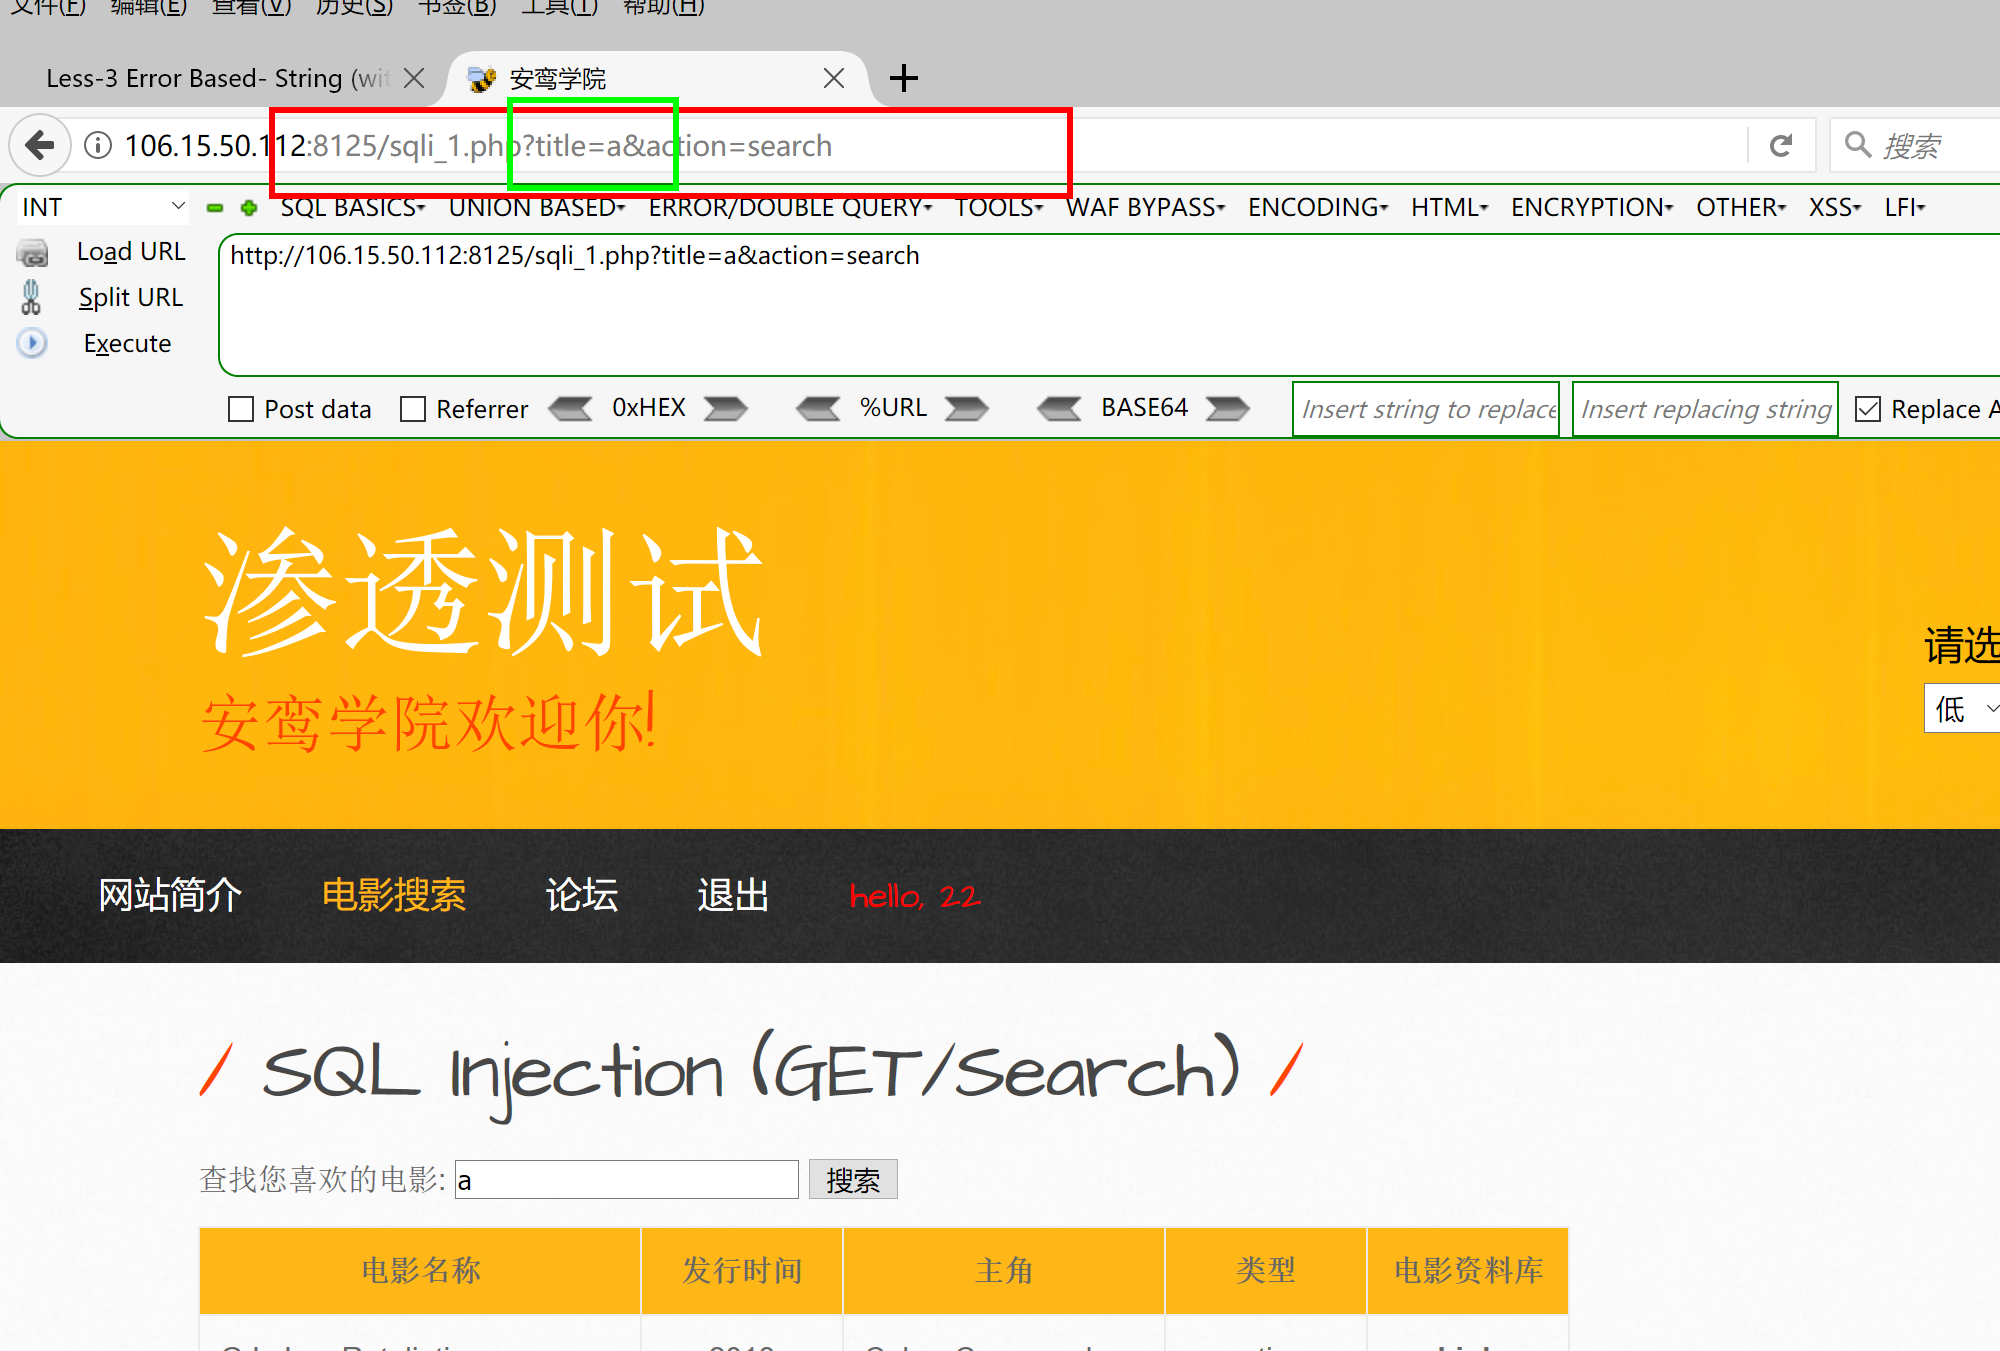 文件(F) 编辑(E) 查看(V) 历史(S) 书签(B) 工具(T) 帮助(H)
Less-3 Error Based- String (wit 安鸾学院
106.15.50.112:8125/sqli_1.php?title=a&action=search 搜索
INT SQL BASICS UNION BASED ERROR/DOUBLE QUERY TOOLS WAF BYPASS ENCODING HTML ENCRYPTION OTHER XSS LFI
Load URL http://106.15.50.112:8125/sqli_1.php?title=a&action=search
Split URL
Execute
Post data Referrer 0xHEX %URL BASE64 Insert string to replace Insert replacing string Replace A
渗透测试
请选
安鸾学院欢迎你!
低
网站简介 电影搜索 论坛 退出 hello, 22
/ SQL Injection (GET/Search) /
查找您喜欢的电影: a 搜索
电影名称 发行时间 主角 类型 电影资料库